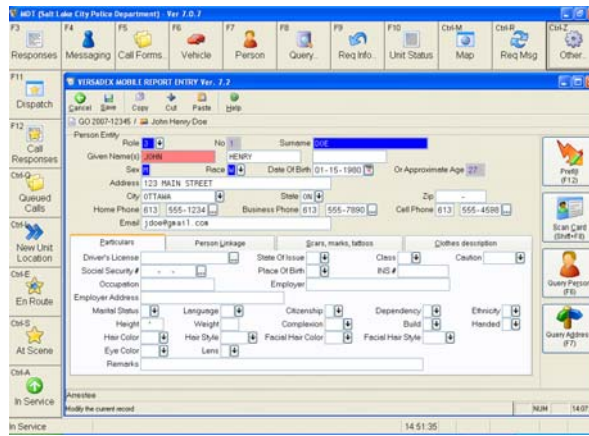 MDT (Salt Lake City Police Department) - Ver 7.0.7
F3 F4 F5 F6 F7 F8 F9 F10 Ctrl-M Ctrl-R Ctrl-Z
Responses Messaging Call Forms.. Vehicle Person Query.. Req Info.. Unit Status Map Req Msg Other..
F11
Dispatch
F12
Call
Responses
Ctrl-Q
Queued
Calls
New Unit
Location
Ctrl-E
En Route
Ctrl-S
At Scene
Ctrl-A
In Service
VERSADEX MOBILE REPORT ENTRY Ver. 7.2
Cancel Save Copy Cut Paste Help
GO 2007-12345 / John Henry Doe
Person Entity
Role 3 No 1 Surname DOE
Given Name(s) JOHN HENRY
Sex M Race W Date Of Birth 01-15-1980 Or Approximate Age 27
Address 123 MAIN STREET
City OTTAWA State ON Zip -
Home Phone 613 555-1234 Business Phone 613 555-7890 Cell Phone 613 555-4598
Email jdoe@gmail.com
Particulars Person Linkage Scars, marks, tattoos Clothes description
Driver's License State Of Issue Class Caution
Social Security # - - Place Of Birth INS #
Occupation Employer
Employer Address
Marital Status Language Citizenship Dependency Ethnicity
Height ' Weight Complexion Build Handed
Hair Color Hair Style Facial Hair Color Facial Hair Style
Eye Color Lens
Remarks
Prefill
(F12)
Scan Card
(Shift+F8)
Query Person
(F6)
Query Address
(F7)
Arrestee
Modify the current record NUM 14:07
In Service 14:51:35